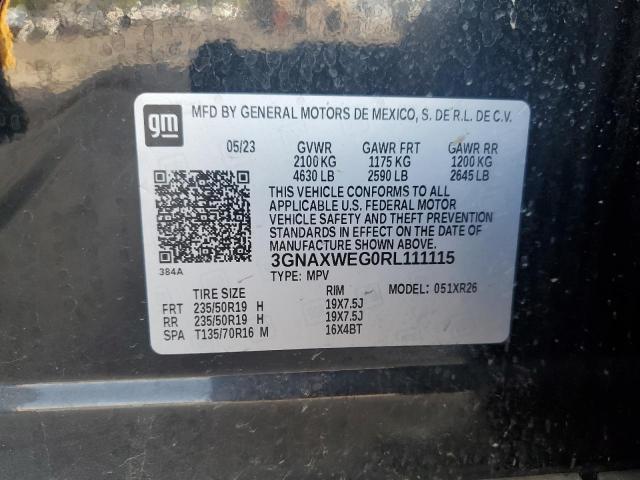 gm
MFD BY GENERAL MOTORS DE MEXICO, S. DE R.L. DE C.V.
05/23 GVWR GAWR FRT GAWR RR
2100 KG 1175 KG 1200 KG
4630 LB 2590 LB 2645 LB
THIS VEHICLE CONFORMS TO ALL
APPLICABLE U.S. FEDERAL MOTOR
VEHICLE SAFETY AND THEFT PREVENTION
STANDARDS IN EFFECT ON THE DATE OF
MANUFACTURE SHOWN ABOVE.
384A
3GNAXWEG0RL111115
TYPE: MPV
TIRE SIZE RIM MODEL: 051XR26
FRT 235/50R19 H 19X7.5J
RR 235/50R19 H 19X7.5J
SPA T135/70R16 M 16X4BT